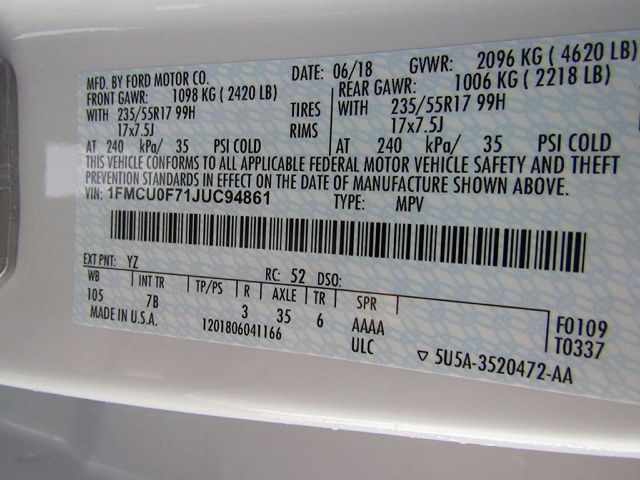 MFD. BY FORD MOTOR CO. DATE: 06/18 GVWR: 2096 KG ( 4620 LB)
FRONT GAWR: 1098 KG ( 2420 LB) REAR GAWR: 1006 KG ( 2218 LB)
WITH 235/55R17 99H TIRES WITH 235/55R17 99H
17x7.5J RIMS 17x7.5J
AT 240 kPa/ 35 PSI COLD AT 240 kPa/ 35 PSI COLD
THIS VEHICLE CONFORMS TO ALL APPLICABLE FEDERAL MOTOR VEHICLE SAFETY AND THEFT
PREVENTION STANDARDS IN EFFECT ON THE DATE OF MANUFACTURE SHOWN ABOVE.
VIN: 1FMCU0F71JUC94861 TYPE: MPV
EXT PNT: YZ RC: 52 DSO:
WB INT TR TP/PS R AXLE TR SPR
105 7B 3 35 6 AAAA F0109
MADE IN U.S.A. 1201806041166 ULC T0337
▽ 5U5A-3520472-AA